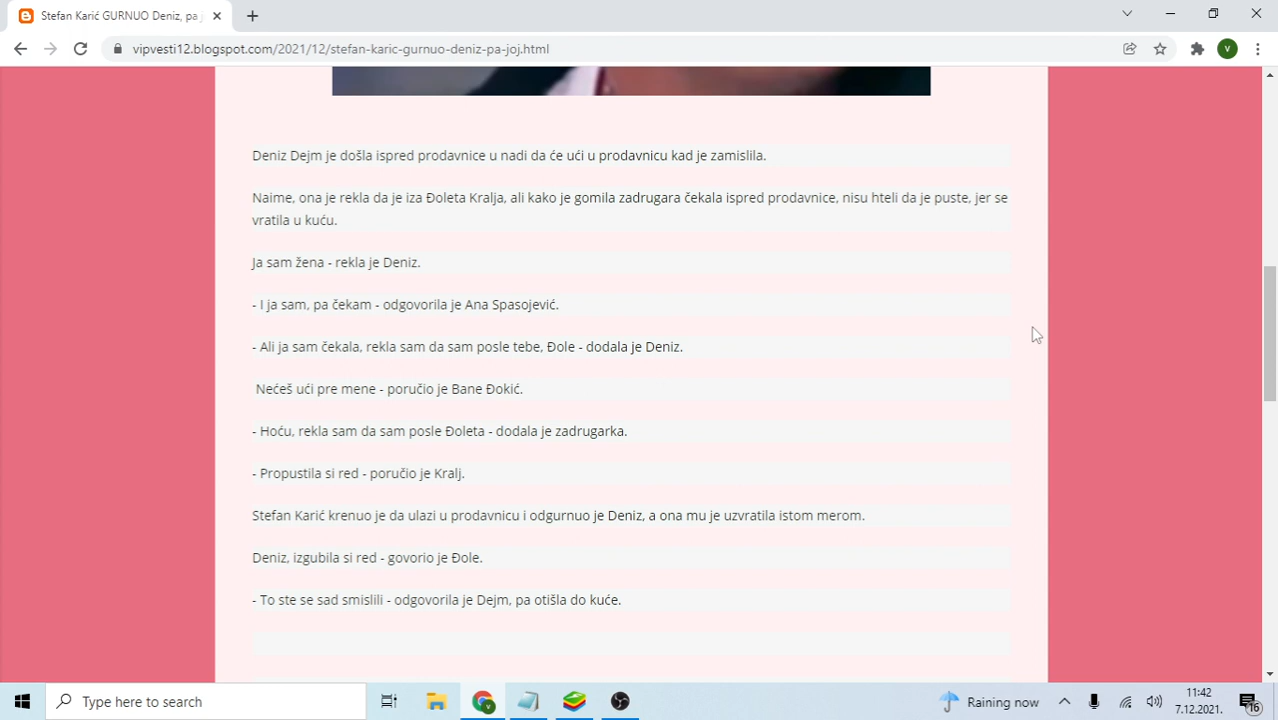 Stefan Karić GURNUO Deniz, pa j
vipvesti12.blogspot.com/2021/12/stefan-karic-gurnuo-deniz-pa-joj.html
V
Deniz Dejm je došla ispred prodavnice u nadi da će ući u prodavnicu kad je zamislila.
Naime, ona je rekla da je iza Đoleta Kralja, ali kako je gomila zadrugara čekala ispred prodavnice, nisu hteli da je puste, jer se
vratila u kuću.
Ja sam žena - rekla je Deniz.
- I ja sam, pa čekam - odgovorila je Ana Spasojević.
- Ali ja sam čekala, rekla sam da sam posle tebe, Đole - dodala je Deniz.
Nećeš ući pre mene - poručio je Bane Đokić.
- Hoću, rekla sam da sam posle Đoleta - dodala je zadrugarka.
- Propustila si red - poručio je Kralj.
Stefan Karić krenuo je da ulazi u prodavnicu i odgurnuo je Deniz, a ona mu je uzvratila istom merom.
Deniz, izgubila si red - govorio je Đole.
- To ste se sad smislili - odgovorila je Dejm, pa otišla do kuće.
Type here to search
V
Raining now
11:42
7.12.2021.
16